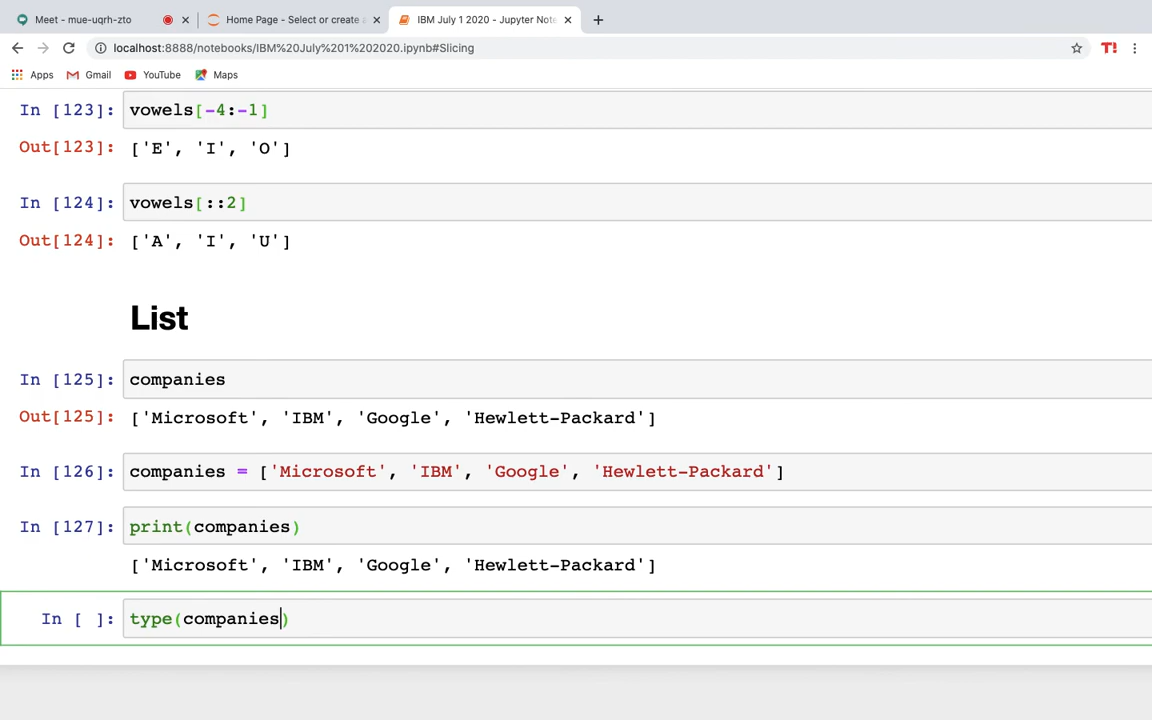 Meet - mue-uqrh-zto
Home Page - Select or create a
IBM July 1 2020 - Jupyter Note
localhost:8888/notebooks/IBM%20July%201%202020.ipynb#Slicing
T!
Apps Gmail YouTube Maps
In [123]: vowels[-4:-1]
Out[123]: ['E', 'I', 'O']
In [124]: vowels[::2]
Out[124]: ['A', 'I', 'U']
List
In [125]: companies
Out[125]: ['Microsoft', 'IBM', 'Google', 'Hewlett-Packard']
In [126]: companies = ['Microsoft', 'IBM', 'Google', 'Hewlett-Packard']
In [127]: print(companies)
['Microsoft', 'IBM', 'Google', 'Hewlett-Packard']
In [ ]: type(companies)